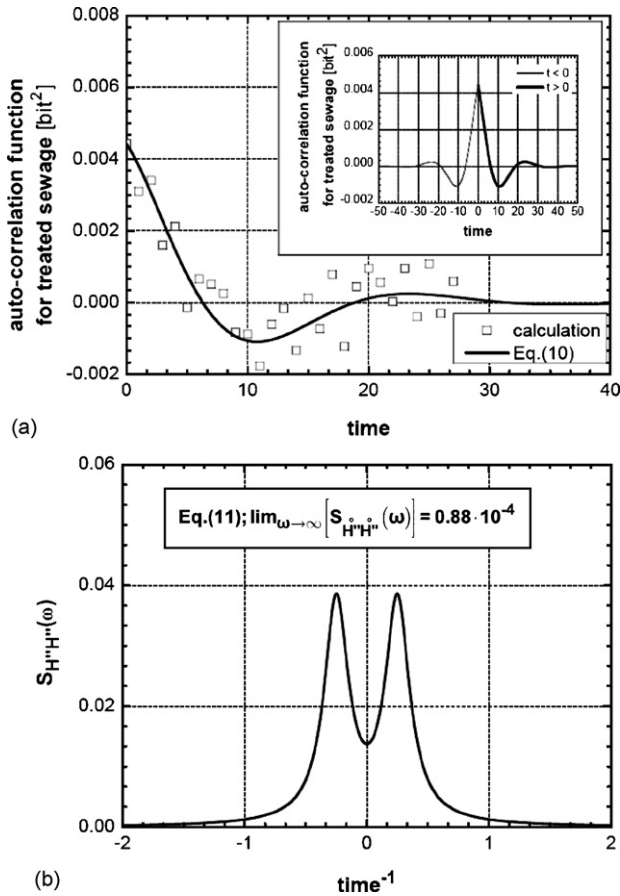 0.008
0.006
0.004
0.002
0.000
-0.002
auto-correlation function
for treated sewage [bit²]
0.006
0.004
0.002
0.000
-0.002
auto-correlation function
for treated sewage [bit²]
t < 0
t > 0
-50 -40 -30 -20 -10 0 10 20 30 40 50
time
calculation
Eq.(10)
0 10 20 30 40
(a)
time
0.06
0.04
0.02
0.00
S_H''H''(ω)
Eq.(11); lim_ω→∞ [S_H̊''H̊''(ω)] = 0.88·10⁻⁴
-2 -1 0 1 2
(b)
time⁻¹